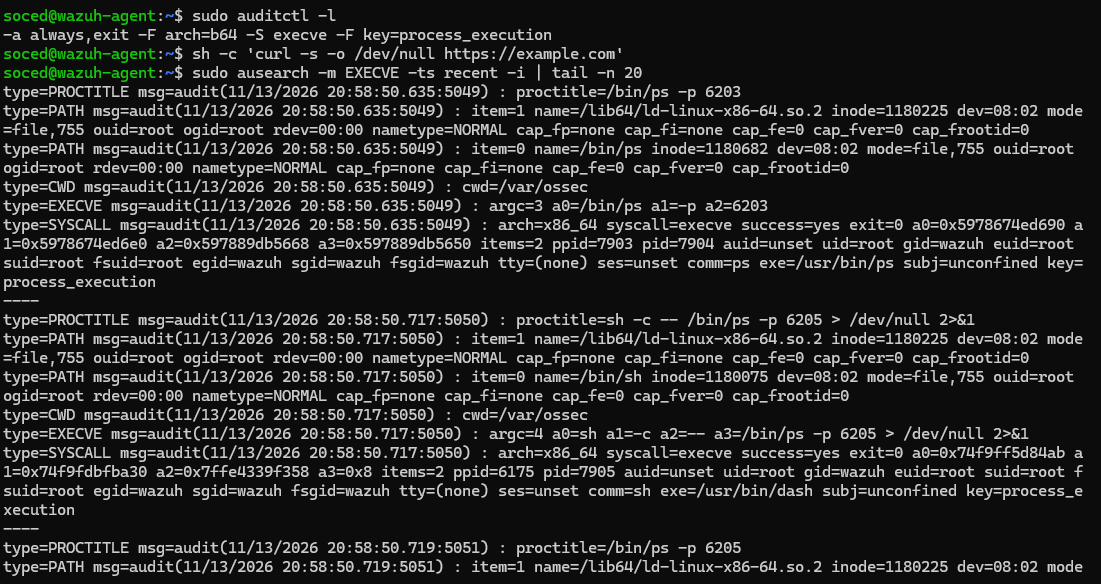 soced@wazuh-agent:~$ sudo auditctl -l
-a always,exit -F arch=b64 -S execve -F key=process_execution
soced@wazuh-agent:~$ sh -c 'curl -s -o /dev/null https://example.com'
soced@wazuh-agent:~$ sudo ausearch -m EXECVE -ts recent -i | tail -n 20
type=PROCTITLE msg=audit(11/13/2026 20:58:50.635:5049) : proctitle=/bin/ps -p 6203
type=PATH msg=audit(11/13/2026 20:58:50.635:5049) : item=1 name=/lib64/ld-linux-x86-64.so.2 inode=1180225 dev=08:02 mode
=file,755 ouid=root ogid=root rdev=00:00 nametype=NORMAL cap_fp=none cap_fi=none cap_fe=0 cap_fver=0 cap_frootid=0
type=PATH msg=audit(11/13/2026 20:58:50.635:5049) : item=0 name=/bin/ps inode=1180682 dev=08:02 mode=file,755 ouid=root
ogid=root rdev=00:00 nametype=NORMAL cap_fp=none cap_fi=none cap_fe=0 cap_fver=0 cap_frootid=0
type=CWD msg=audit(11/13/2026 20:58:50.635:5049) : cwd=/var/ossec
type=EXECVE msg=audit(11/13/2026 20:58:50.635:5049) : argc=3 a0=/bin/ps a1=-p a2=6203
type=SYSCALL msg=audit(11/13/2026 20:58:50.635:5049) : arch=x86_64 syscall=execve success=yes exit=0 a0=0x5978674ed690 a
1=0x5978674ed6e0 a2=0x597889db5668 a3=0x597889db5650 items=2 ppid=7903 pid=7904 auid=unset uid=root gid=wazuh euid=root
suid=root fsuid=root egid=wazuh sgid=wazuh fsgid=wazuh tty=(none) ses=unset comm=ps exe=/usr/bin/ps subj=unconfined key=
process_execution
----
type=PROCTITLE msg=audit(11/13/2026 20:58:50.717:5050) : proctitle=sh -c -- /bin/ps -p 6205 > /dev/null 2>&1
type=PATH msg=audit(11/13/2026 20:58:50.717:5050) : item=1 name=/lib64/ld-linux-x86-64.so.2 inode=1180225 dev=08:02 mode
=file,755 ouid=root ogid=root rdev=00:00 nametype=NORMAL cap_fp=none cap_fi=none cap_fe=0 cap_fver=0 cap_frootid=0
type=PATH msg=audit(11/13/2026 20:58:50.717:5050) : item=0 name=/bin/sh inode=1180075 dev=08:02 mode=file,755 ouid=root
ogid=root rdev=00:00 nametype=NORMAL cap_fp=none cap_fi=none cap_fe=0 cap_fver=0 cap_frootid=0
type=CWD msg=audit(11/13/2026 20:58:50.717:5050) : cwd=/var/ossec
type=EXECVE msg=audit(11/13/2026 20:58:50.717:5050) : argc=4 a0=sh a1=-c a2=-- a3=/bin/ps -p 6205 > /dev/null 2>&1
type=SYSCALL msg=audit(11/13/2026 20:58:50.717:5050) : arch=x86_64 syscall=execve success=yes exit=0 a0=0x74f9ff5d84ab a
1=0x74f9fdbfba30 a2=0x7ffe4339f358 a3=0x8 items=2 ppid=6175 pid=7905 auid=unset uid=root gid=wazuh euid=root suid=root f
suid=root egid=wazuh sgid=wazuh fsgid=wazuh tty=(none) ses=unset comm=sh exe=/usr/bin/dash subj=unconfined key=process_e
xecution
----
type=PROCTITLE msg=audit(11/13/2026 20:58:50.719:5051) : proctitle=/bin/ps -p 6205
type=PATH msg=audit(11/13/2026 20:58:50.719:5051) : item=1 name=/lib64/ld-linux-x86-64.so.2 inode=1180225 dev=08:02 mode